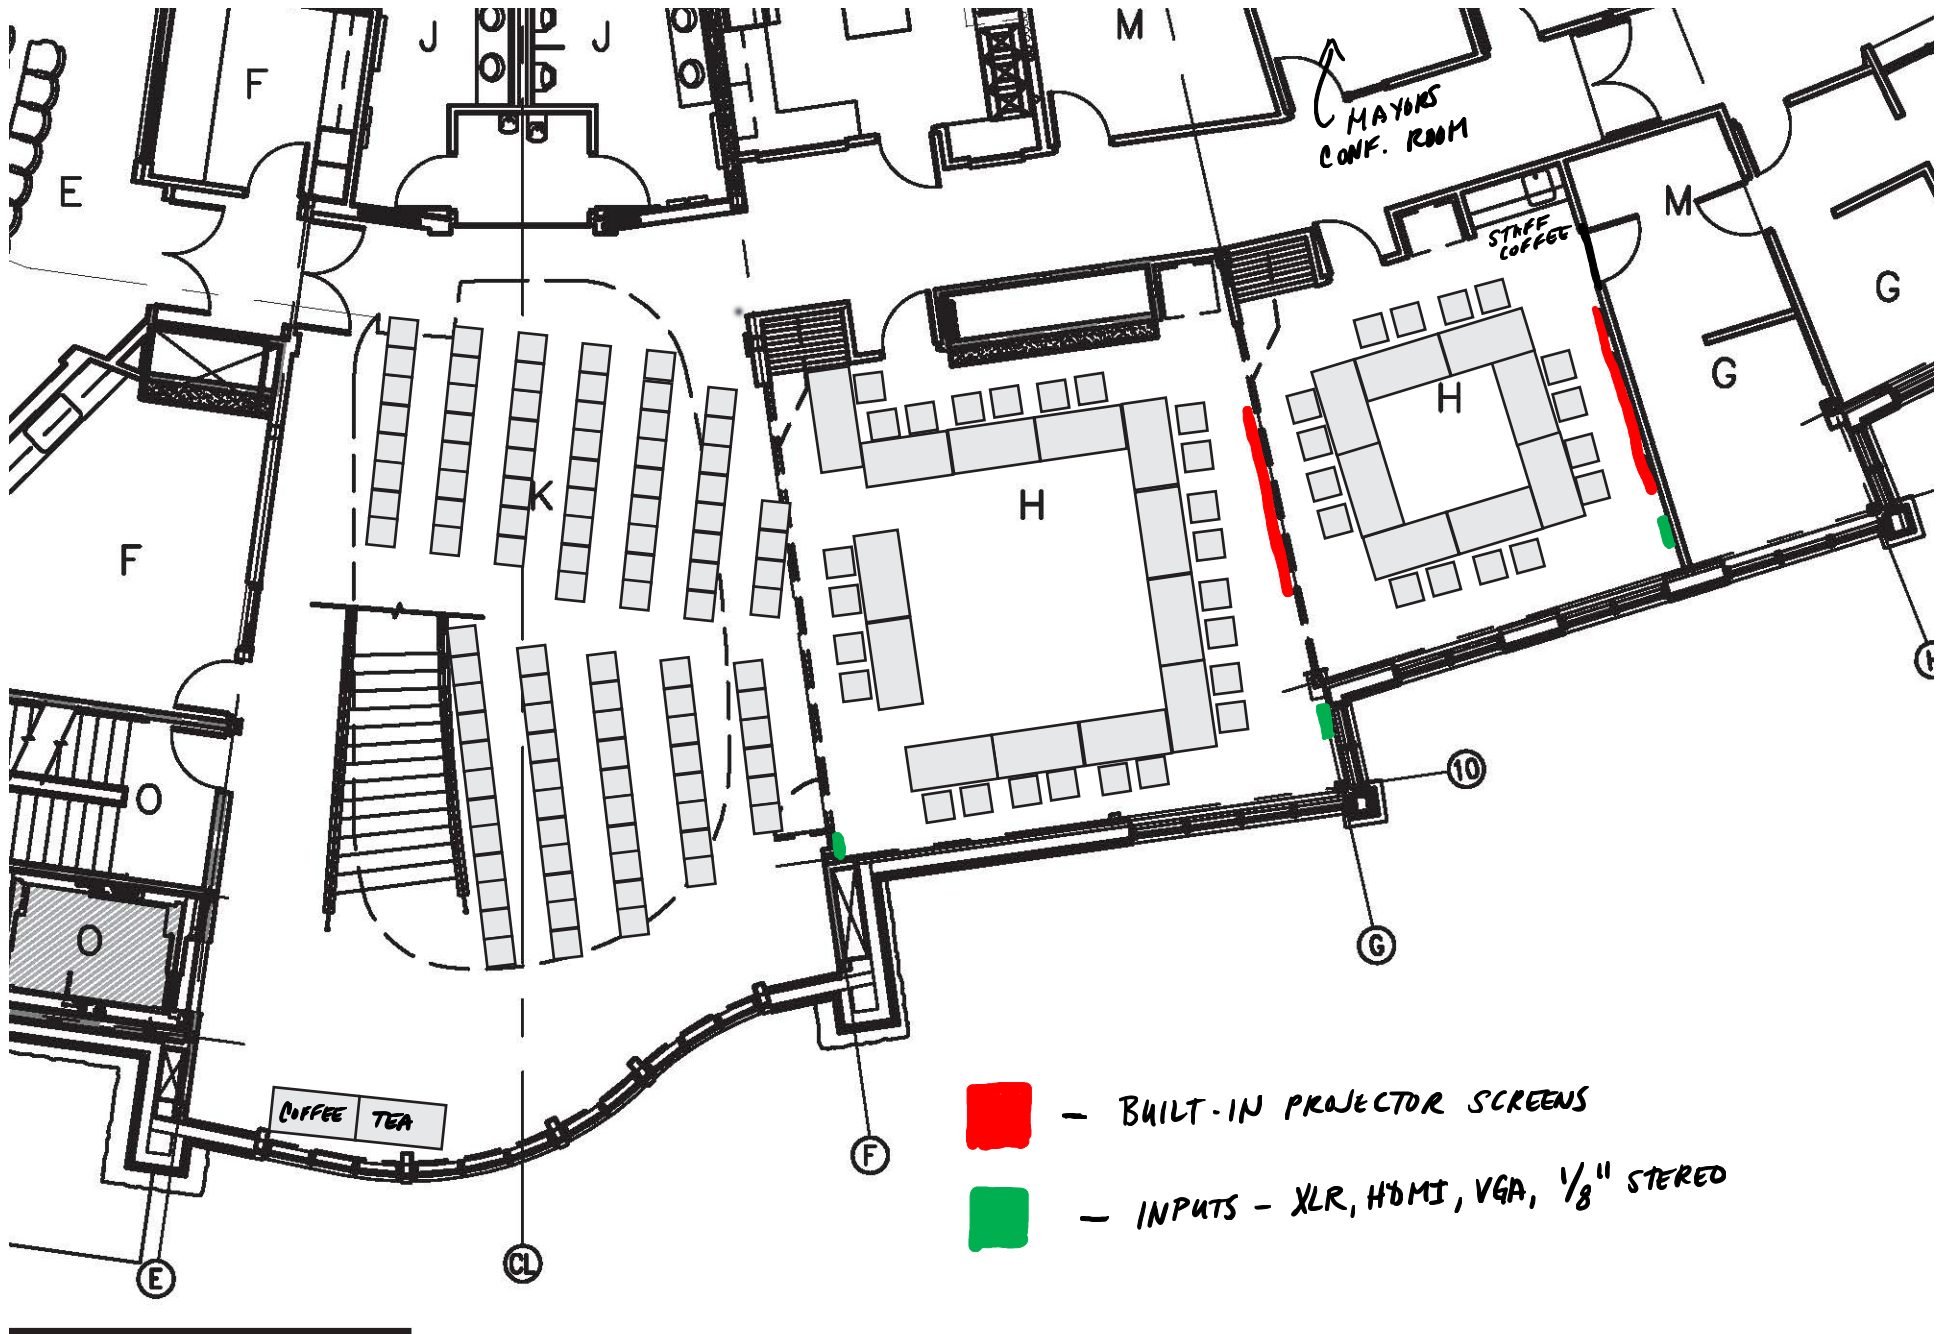 J
J
M
F
MAYORS
CONF. ROOM
E
M
STAFF
COFFEE
G
G
H
K
H
F
O
10
O
G
COFFEE
TEA
F
— BUILT-IN PROJECTOR SCREENS
— INPUTS - XLR, HDMI, VGA, 1/8" STEREO
E
CL
H